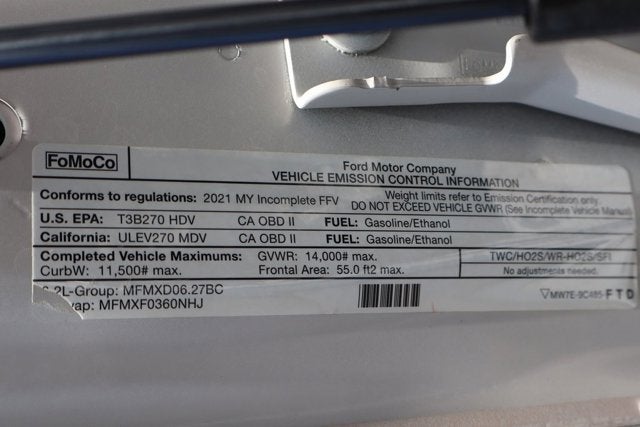 FoMoCo
Ford Motor Company
VEHICLE EMISSION CONTROL INFORMATION
Conforms to regulations: 2021 MY Incomplete FFV
Weight limits refer to Emission Certification only.
DO NOT EXCEED VEHICLE GVWR (See Incomplete Vehicle Manual)
U.S. EPA: T3B270 HDV CA OBD II FUEL: Gasoline/Ethanol
California: ULEV270 MDV CA OBD II FUEL: Gasoline/Ethanol
Completed Vehicle Maximums: GVWR: 14,000# max. TWC/HO2S/WR-HO2S/SFI
CurbW: 11,500# max. Frontal Area: 55.0 ft2 max. No adjustments needed.
.2L-Group: MFMXD06.27BC
vap: MFMXF0360NHJ
MW7E-9C485-FTD